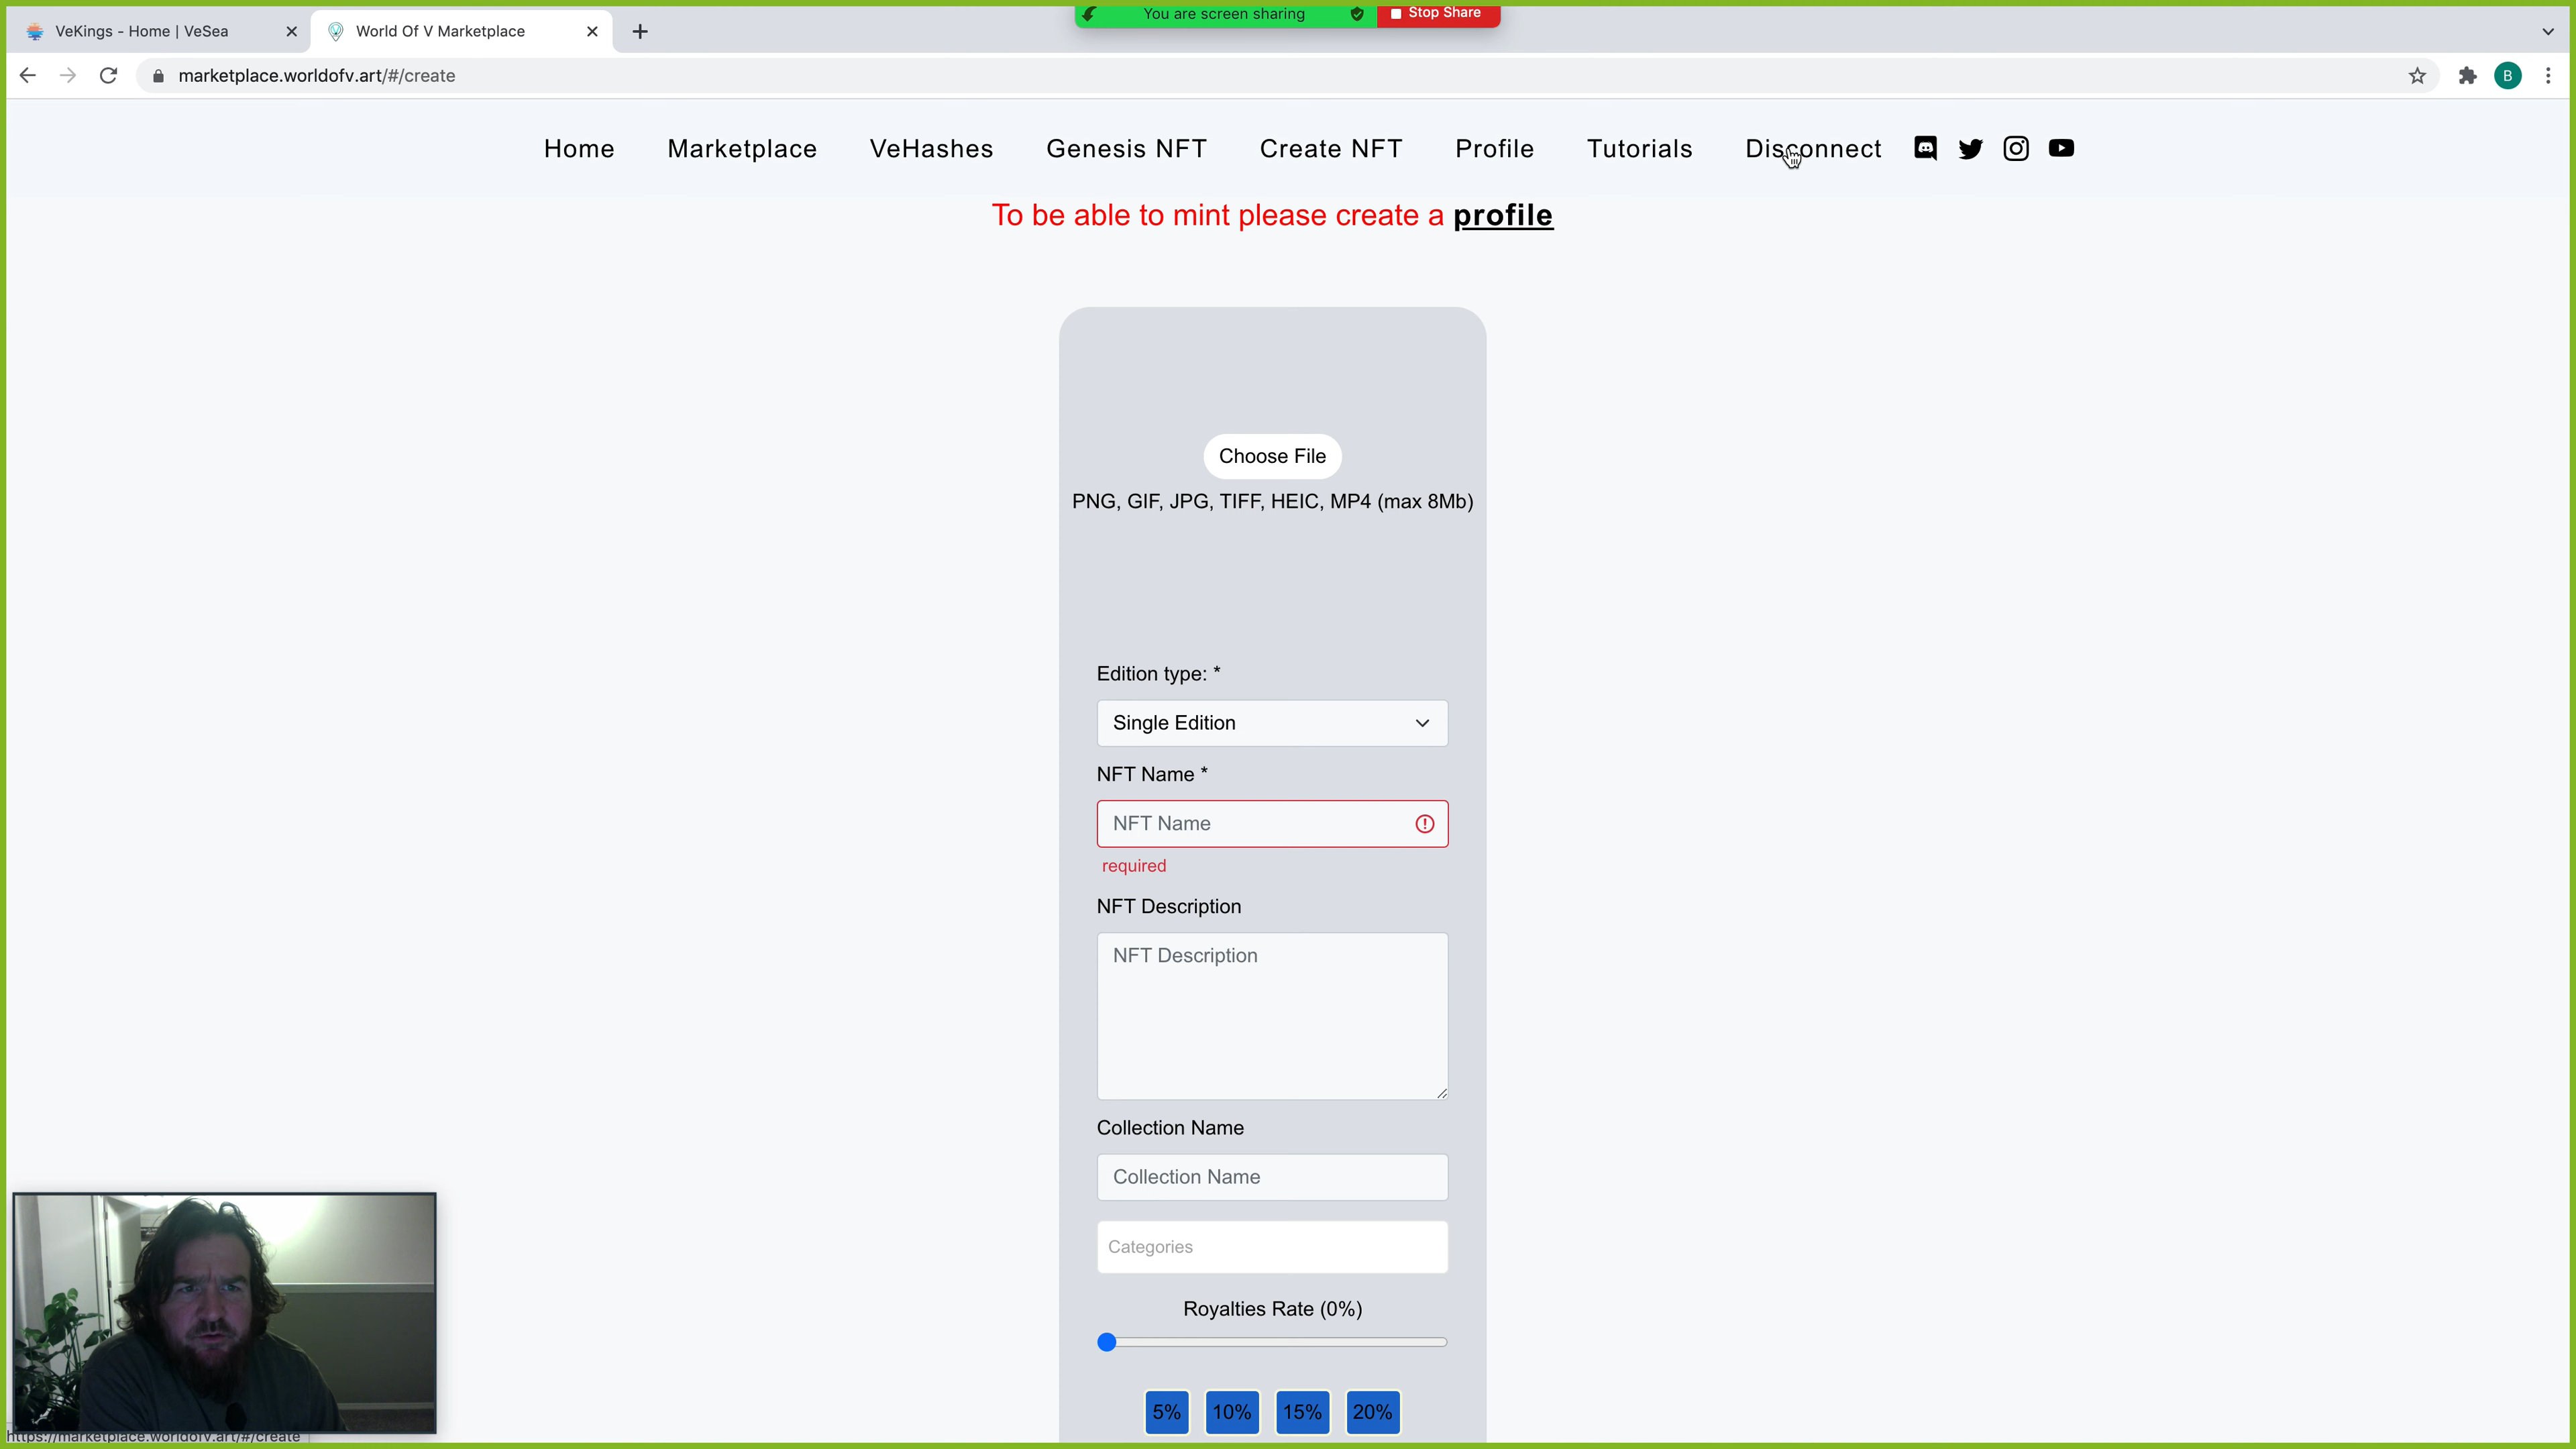 You are screen sharing Stop Share
VeKings - Home | VeSea World Of V Marketplace
marketplace.worldofv.art/#/create B
Home Marketplace VeHashes Genesis NFT Create NFT Profile Tutorials Disconnect
To be able to mint please create a profile
Choose File
PNG, GIF, JPG, TIFF, HEIC, MP4 (max 8Mb)
Edition type: *
Single Edition
NFT Name *
NFT Name
required
NFT Description
NFT Description
Collection Name
Collection Name
Categories
Royalties Rate (0%)
5% 10% 15% 20%
https://marketplace.worldofv.art/#/create